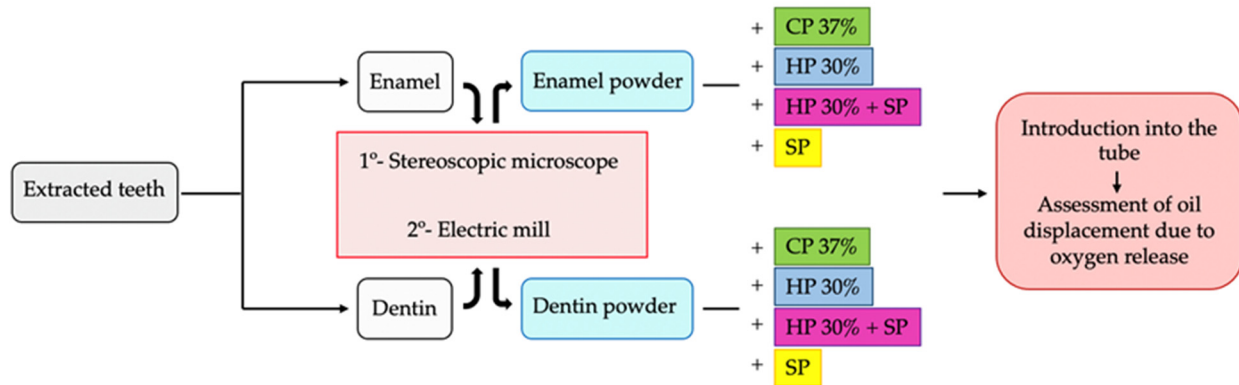 Extracted teeth
Enamel
Enamel powder
+ CP 37%
+ HP 30%
+ HP 30% + SP
+ SP
1º- Stereoscopic microscope
2º- Electric mill
Dentin
Dentin powder
+ CP 37%
+ HP 30%
+ HP 30% + SP
+ SP
Introduction into the
tube
Assessment of oil
displacement due to
oxygen release